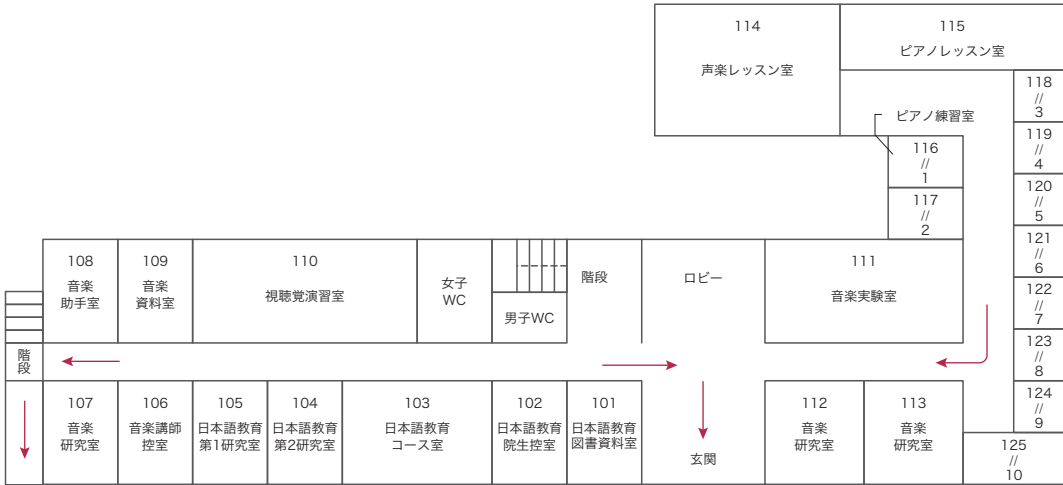 114
声楽レッスン室
115
ピアノレッスン室
ピアノ練習室
116
//
1
117
//
2
118
//
3
119
//
4
120
//
5
121
//
6
122
//
7
123
//
8
124
//
9
125
//
10
108
音楽
助手室
109
音楽
資料室
110
視聴覚演習室
女子
WC
男子WC
階段
ロビー
111
音楽実験室
階
段
107
音楽
研究室
106
音楽講師
控室
105
日本語教育
第1研究室
104
日本語教育
第2研究室
103
日本語教育
コース室
102
日本語教育
院生控室
101
日本語教育
図書資料室
玄関
112
音楽
研究室
113
音楽
研究室